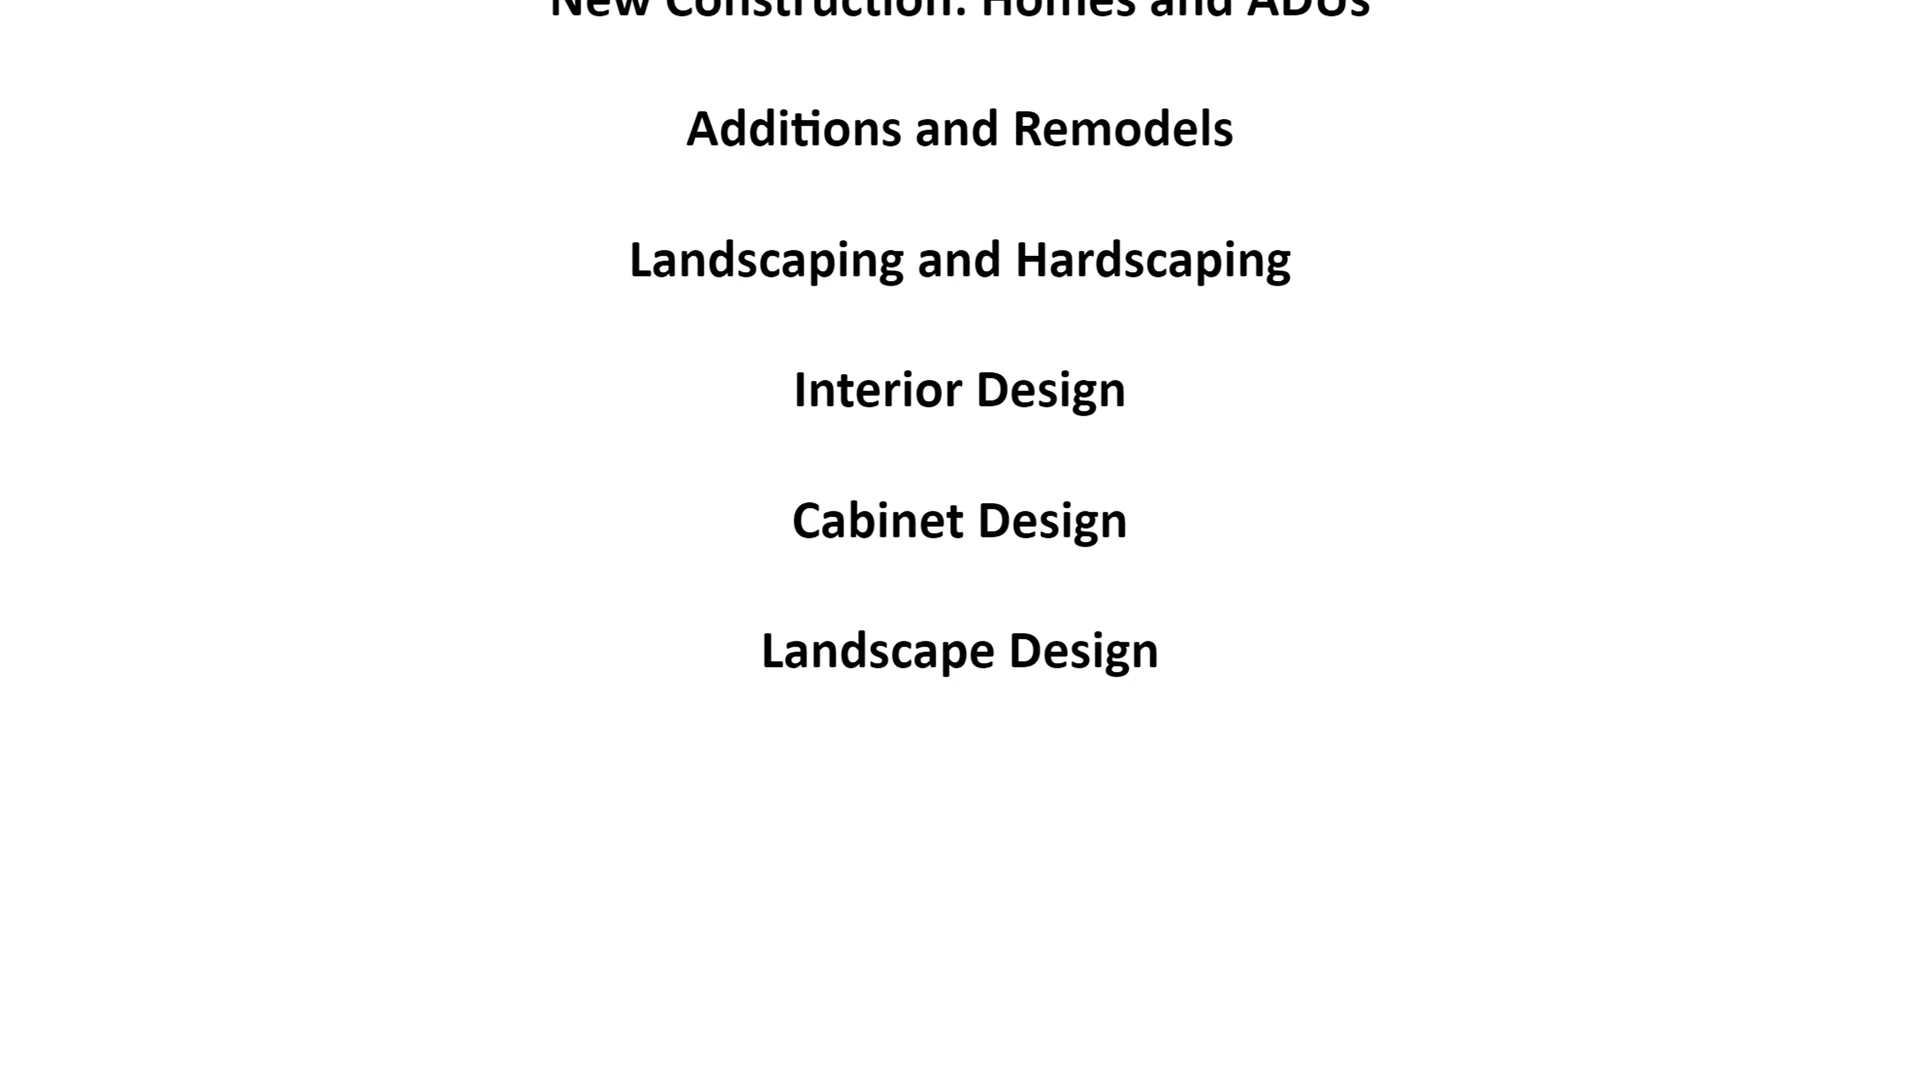 New Construction: Homes and ADUs
Additions and Remodels
Landscaping and Hardscaping
Interior Design
Cabinet Design
Landscape Design